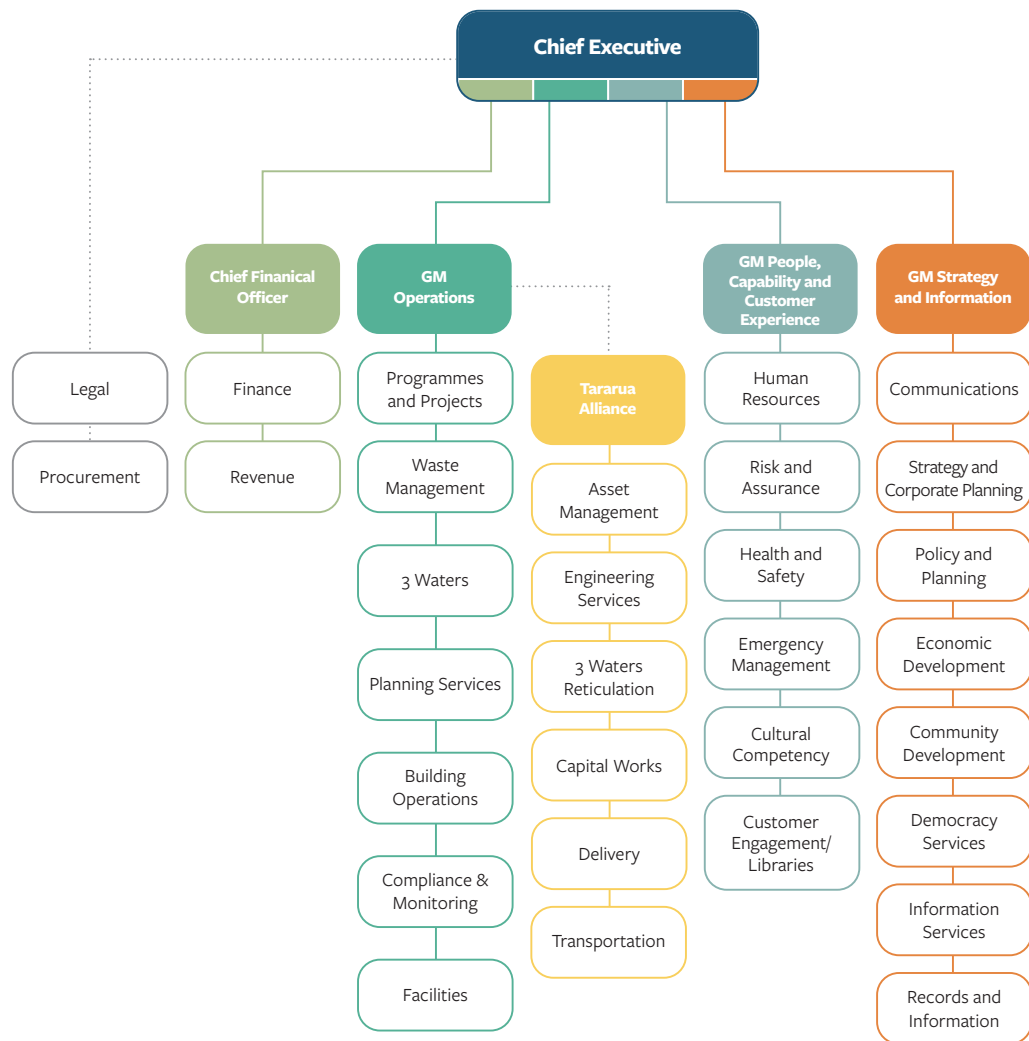 Chief Executive
Chief Finanical
Officer
GM
Operations
GM People,
Capability and
Customer
Experience
GM Strategy
and Information
Legal
Procurement
Finance
Revenue
Programmes
and Projects
Waste
Management
3 Waters
Planning Services
Building
Operations
Compliance &
Monitoring
Facilities
Tararua
Alliance
Asset
Management
Engineering
Services
3 Waters
Reticulation
Capital Works
Delivery
Transportation
Human
Resources
Risk and
Assurance
Health and
Safety
Emergency
Management
Cultural
Competency
Customer
Engagement/
Libraries
Communications
Strategy and
Corporate Planning
Policy and
Planning
Economic
Development
Community
Development
Democracy
Services
Information
Services
Records and
Information